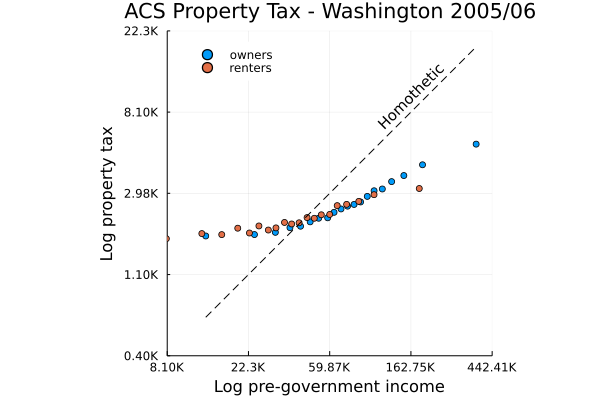 ACS Property Tax - Washington 2005/06
22.3K
owners
renters
Homothetic
8.10K
Log property tax
2.98K
1.10K
0.40K
8.10K 22.3K 59.87K 162.75K 442.41K
Log pre-government income